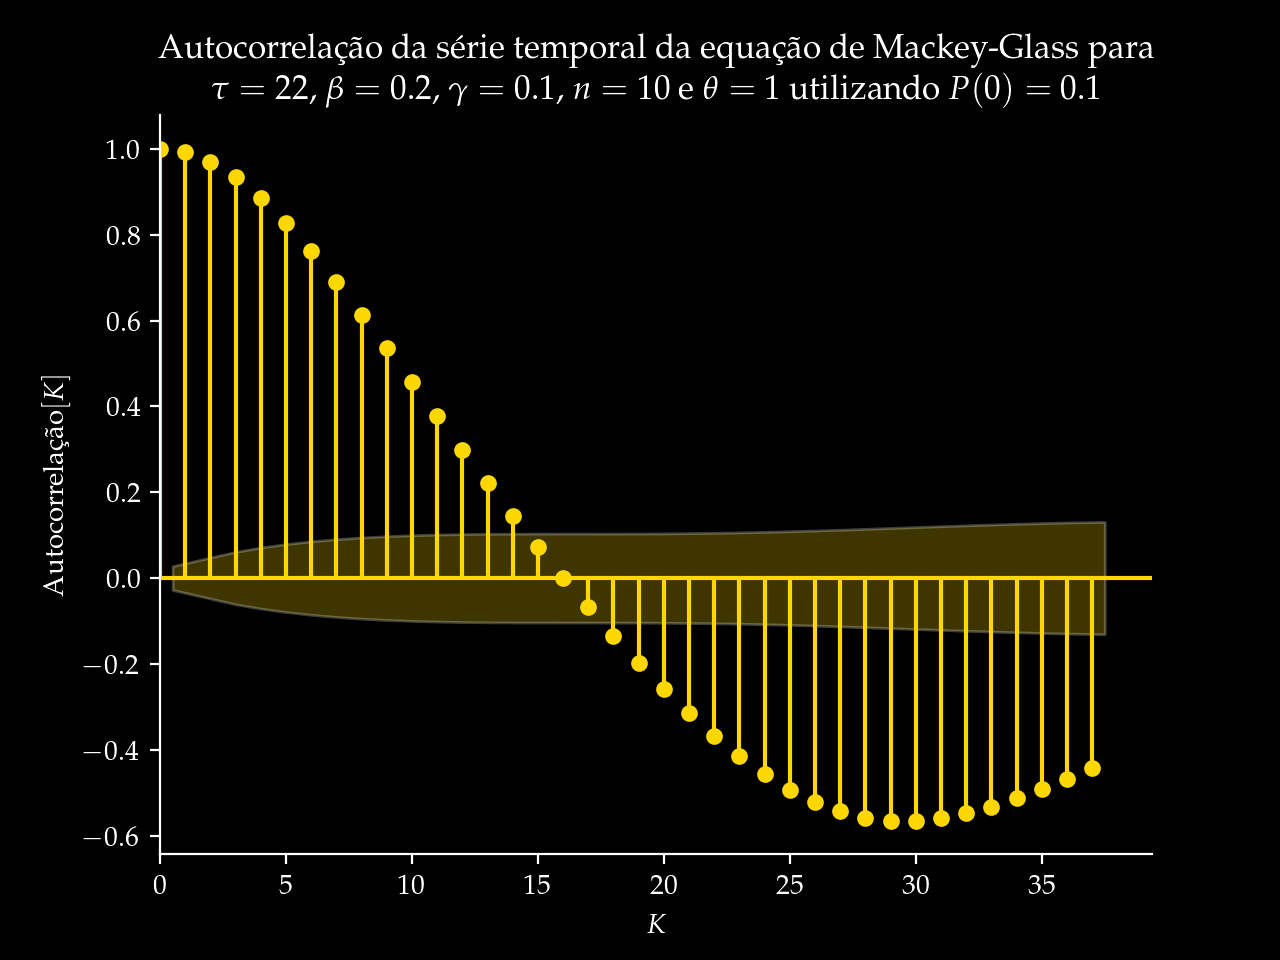 Autocorrelação da série temporal da equação de Mackey-Glass para
τ = 22, β = 0.2, γ = 0.1, n = 10 e θ = 1 utilizando P(0) = 0.1
Autocorrelação[K]
1.0
0.8
0.6
0.4
0.2
0.0
−0.2
−0.4
−0.6
0 5 10 15 20 25 30 35
K